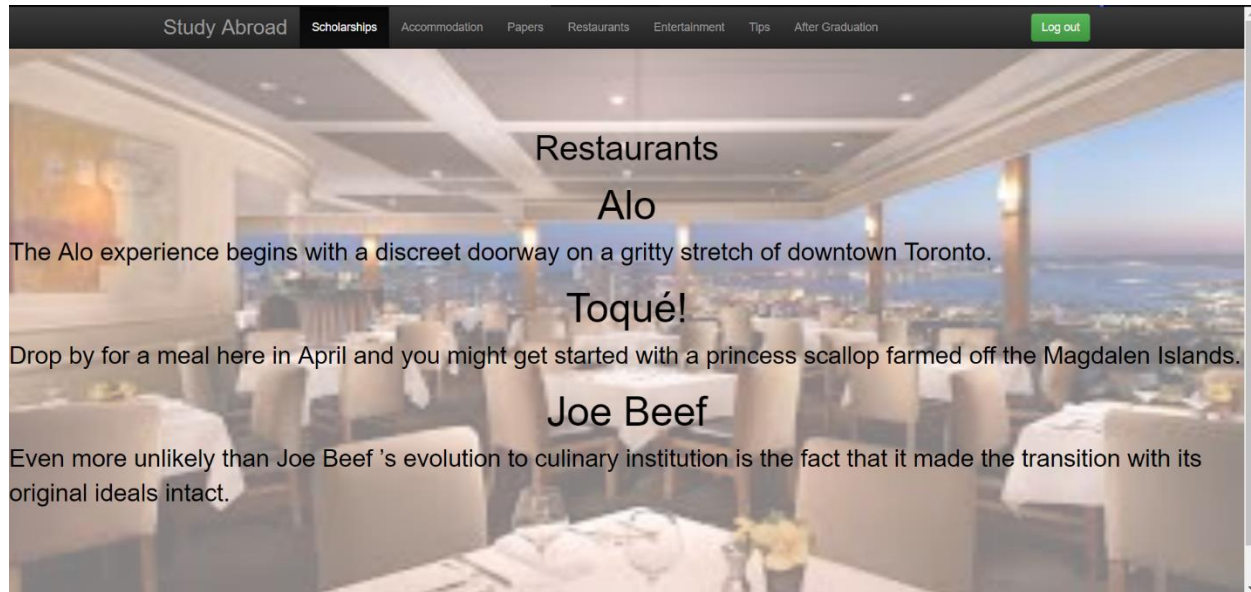 Study Abroad Scholarships Accommodation Papers Restaurants Entertainment Tips After Graduation Log out
Restaurants
Alo
The Alo experience begins with a discreet doorway on a gritty stretch of downtown Toronto.
Toqué!
Drop by for a meal here in April and you might get started with a princess scallop farmed off the Magdalen Islands.
Joe Beef
Even more unlikely than Joe Beef 's evolution to culinary institution is the fact that it made the transition with its
original ideals intact.